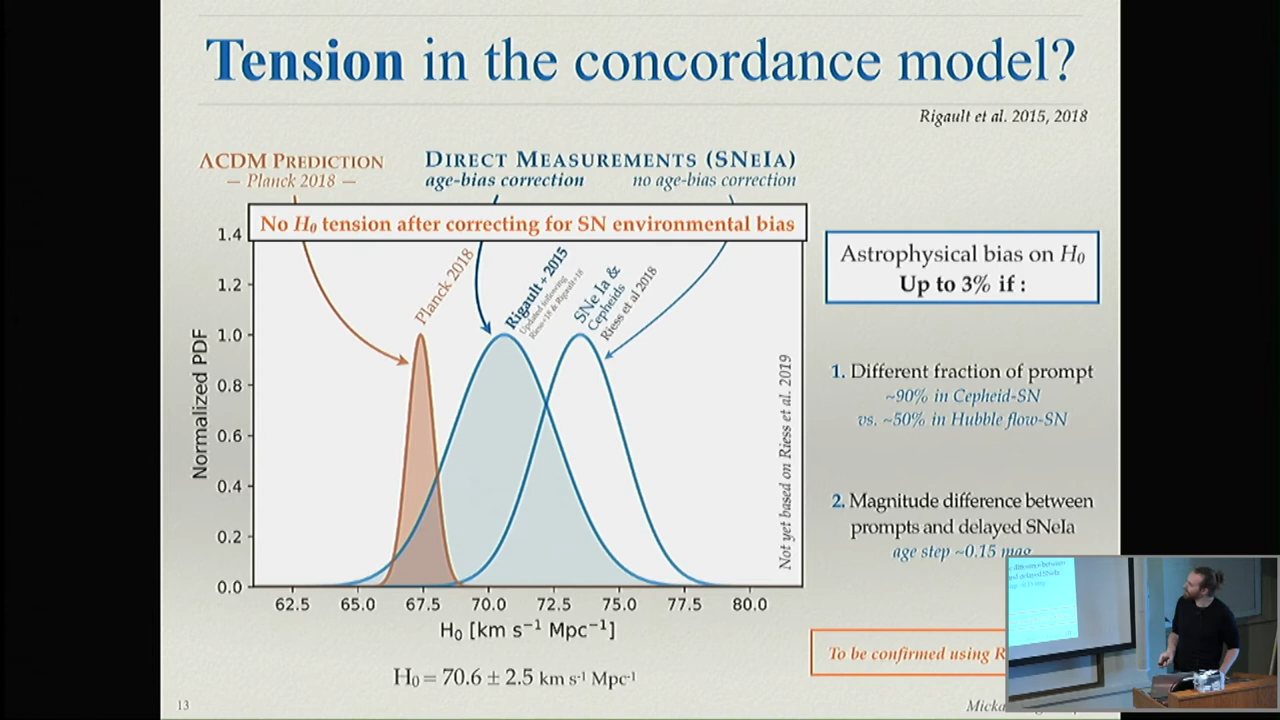 Tension in the concordance model?
Rigault et al. 2015, 2018
ΛCDM PREDICTION
— Planck 2018 —
DIRECT MEASUREMENTS (SNeIa)
age-bias correction
no age-bias correction
No H0 tension after correcting for SN environmental bias
Planck 2018
Rigault + 2015
Updated following
Riess+18 & Rigault+18
SNe Ia &
Cepheids
Riess et al 2018
Not yet based on Riess et al. 2019
Normalized PDF
1.4
1.2
1.0
0.8
0.6
0.4
0.2
0.0
62.5 65.0 67.5 70.0 72.5 75.0 77.5 80.0
H0 [km s⁻¹ Mpc⁻¹]
H0 = 70.6 ± 2.5 km s-1 Mpc-1
Astrophysical bias on H0
Up to 3% if :
1. Different fraction of prompt
~90% in Cepheid-SN
vs. ~50% in Hubble flow-SN
2. Magnitude difference between
prompts and delayed SNeIa
age step ~0.15 mag
To be confirmed using
13